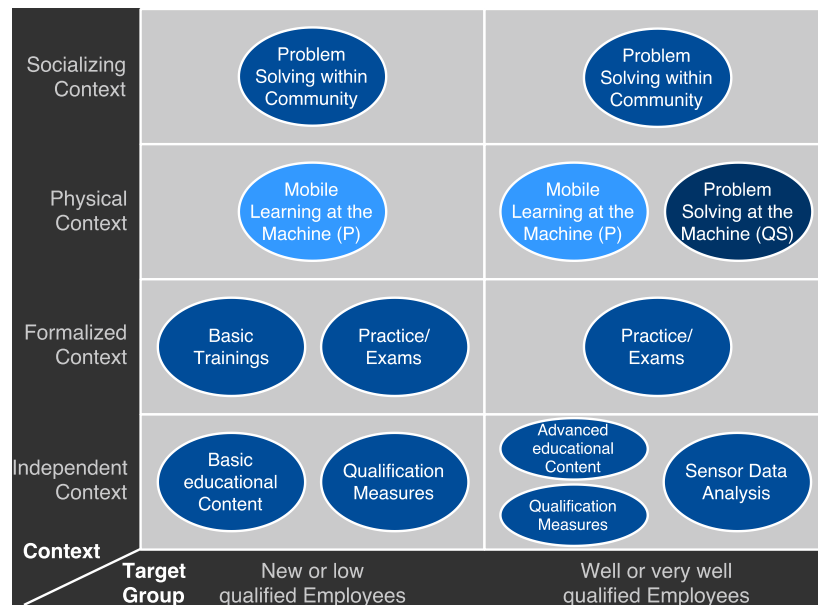 Socializing
Context
Problem
Solving within
Community
Problem
Solving within
Community
Physical
Context
Mobile
Learning at the
Machine (P)
Mobile
Learning at the
Machine (P)
Problem
Solving at the
Machine (QS)
Formalized
Context
Basic
Trainings
Practice/
Exams
Practice/
Exams
Independent
Context
Basic
educational
Content
Qualification
Measures
Advanced
educational
Content
Qualification
Measures
Sensor Data
Analysis
Context
Target
Group
New or low
qualified Employees
Well or very well
qualified Employees